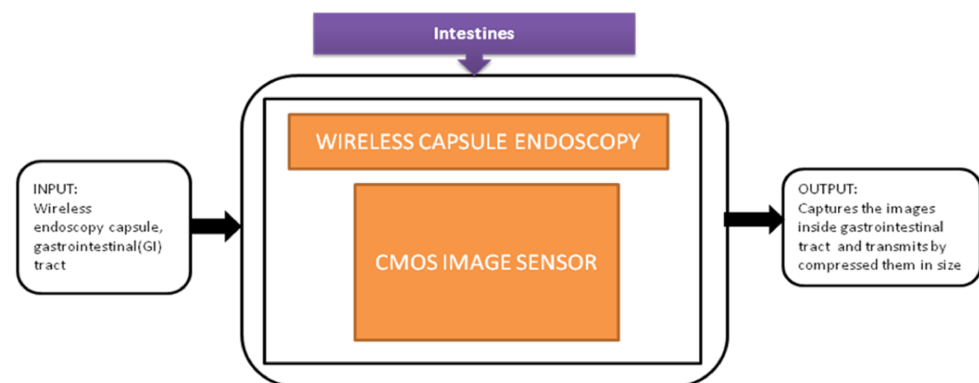 Intestines
WIRELESS CAPSULE ENDOSCOPY
INPUT:
Wireless
endoscopy capsule,
gastrointestinal(GI)
tract
CMOS IMAGE SENSOR
OUTPUT:
Captures the images
inside gastrointestinal
tract and transmits by
compressed them in size